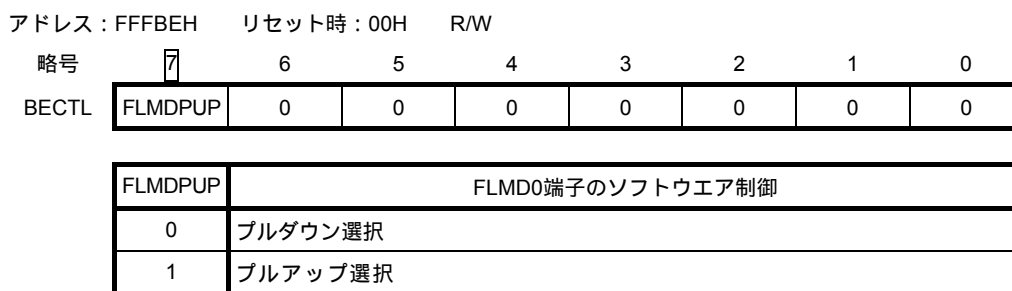 アドレス：FFFBEH リセット時：00H R/W
略号 7 6 5 4 3 2 1 0
BECTL FLMDPUP 0 0 0 0 0 0 0
FLMDPUP FLMD0端子のソフトウエア制御
0 プルダウン選択
1 プルアップ選択